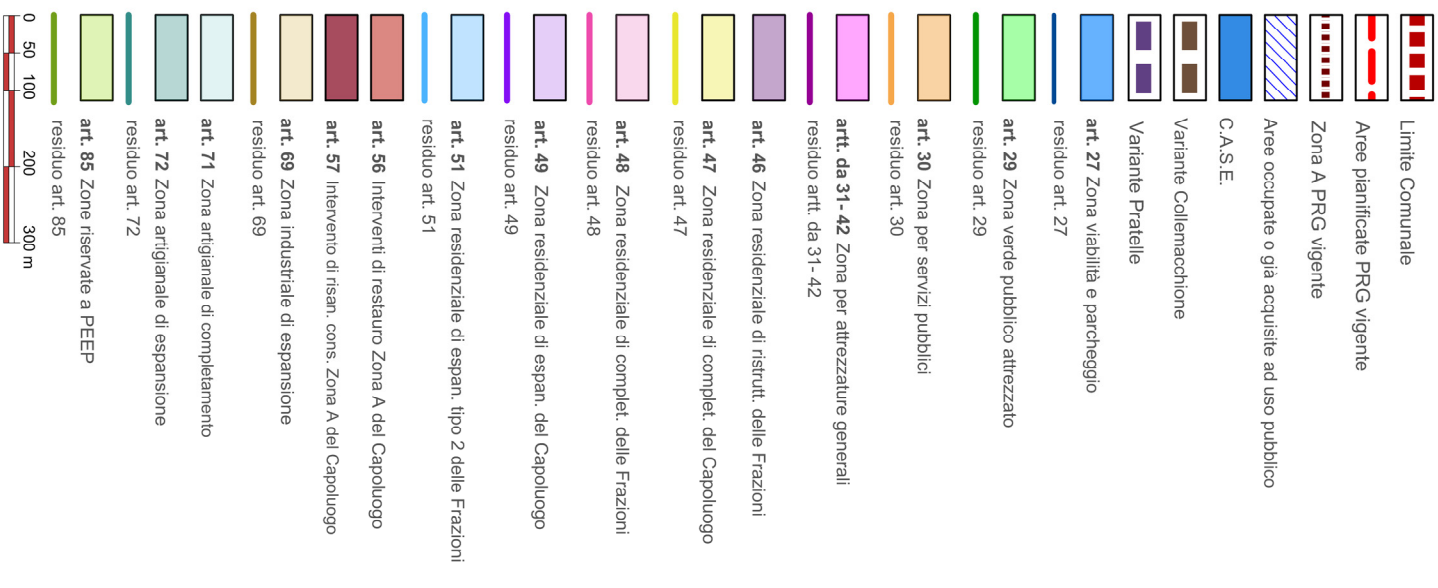 Limite Comunale
Aree pianificate PRG vigente
Zona A PRG vigente
Aree occupate o già acquisite ad uso pubblico
C.A.S.E.
Variante Collemacchione
Variante Pratelle
art. 27 Zona viabilità e parcheggio
residuo art. 27
art. 29 Zona verde pubblico attrezzato
residuo art. 29
art. 30 Zona per servizi pubblici
residuo art. 30
artt. da 31- 42 Zona per attrezzature generali
residuo artt. da 31- 42
art. 46 Zona residenziale di ristrutt. delle Frazioni
art. 47 Zona residenziale di complet. del Capoluogo
residuo art. 47
art. 48 Zona residenziale di complet. delle Frazioni
residuo art. 48
art. 49 Zona residenziale di espan. del Capoluogo
residuo art. 49
art. 51 Zona residenziale di espan. tipo 2 delle Frazioni
residuo art. 51
art. 56 Interventi di restauro Zona A del Capoluogo
art. 57 Intervento di risan. cons. Zona A del Capoluogo
art. 69 Zona industriale di espansione
residuo art. 69
art. 71 Zona artigianale di completamento
art. 72 Zona artigianale di espansione
residuo art. 72
art. 85 Zone riservate a PEEP
residuo art. 85
0 50 100 200 300 m